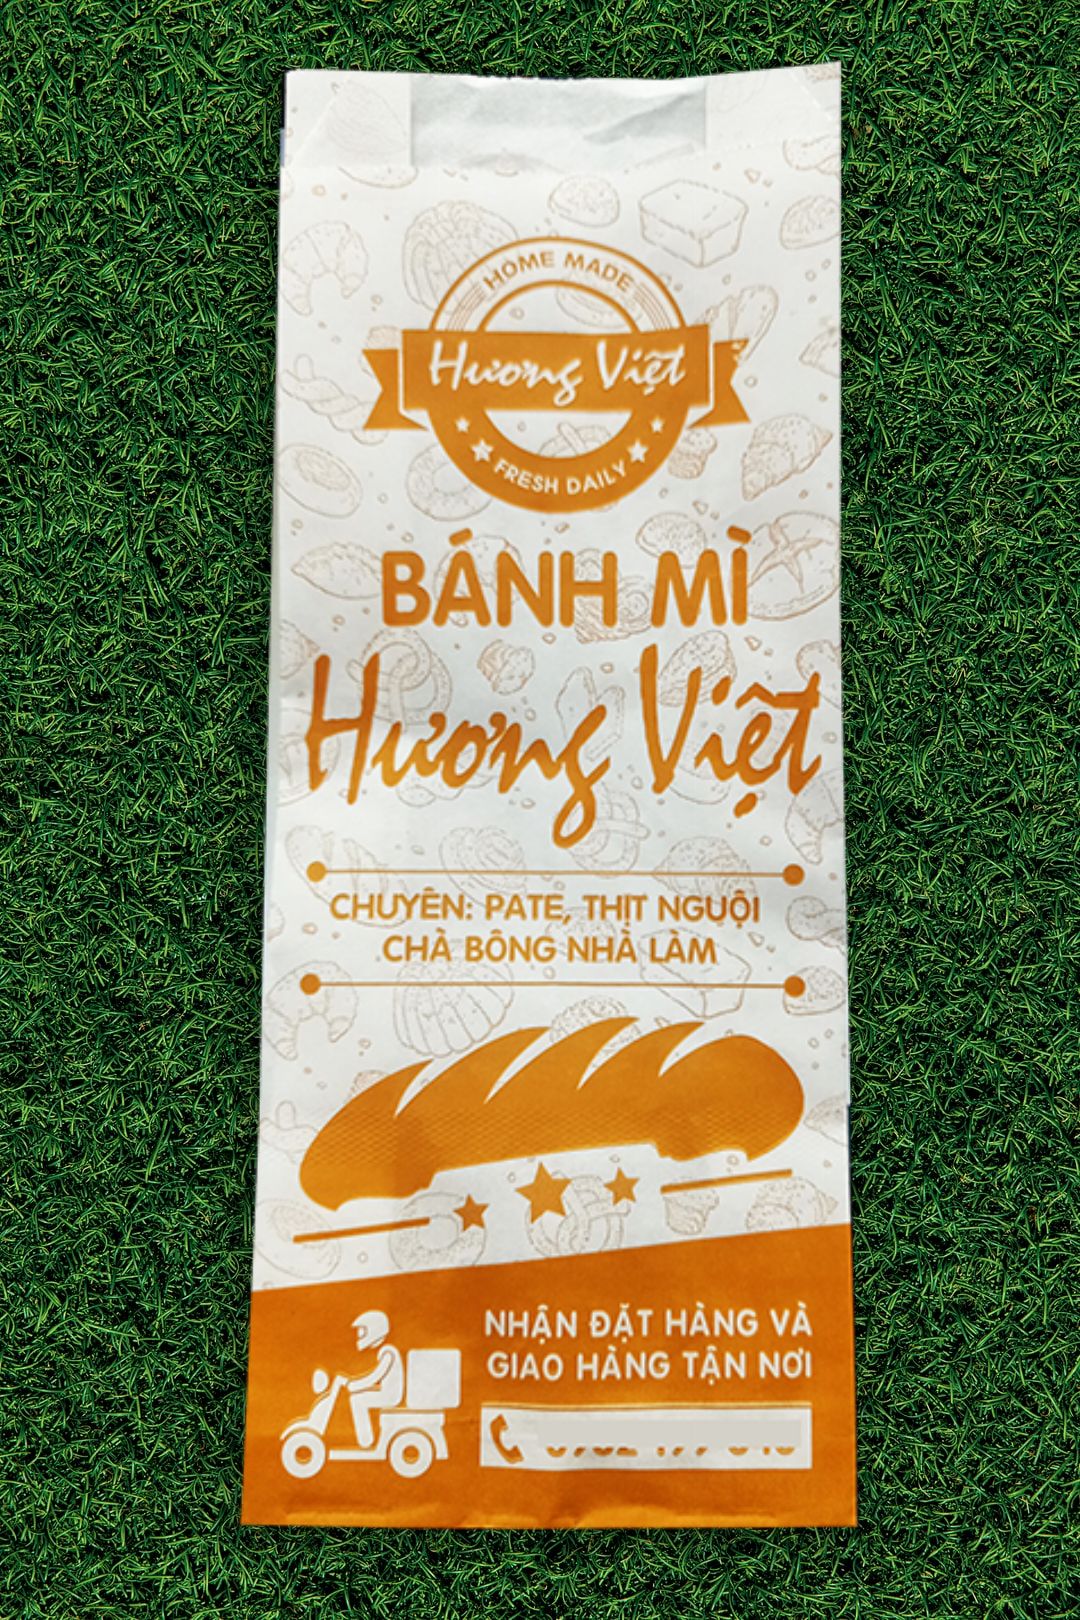 HOME MADE
Hương Việt
FRESH DAILY
BÁNH MÌ
Hương Việt
CHUYÊN: PATE, THỊT NGUỘI
CHÀ BÔNG NHÀ LÀM
NHẬN ĐẶT HÀNG VÀ
GIAO HÀNG TẬN NƠI